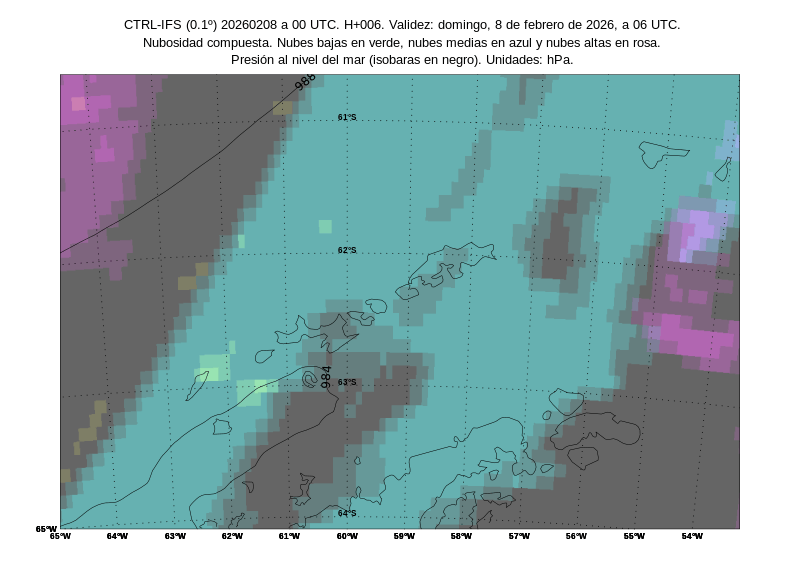 CTRL-IFS (0.1º) 20260208 a 00 UTC. H+006. Validez: domingo, 8 de febrero de 2026, a 06 UTC.
Nubosidad compuesta. Nubes bajas en verde, nubes medias en azul y nubes altas en rosa.
Presión al nivel del mar (isobaras en negro). Unidades: hPa.
988
61°S
62°S
984
63°S
64°S
65°W
65°W 64°W 63°W 62°W 61°W 60°W 59°W 58°W 57°W 56°W 55°W 54°W